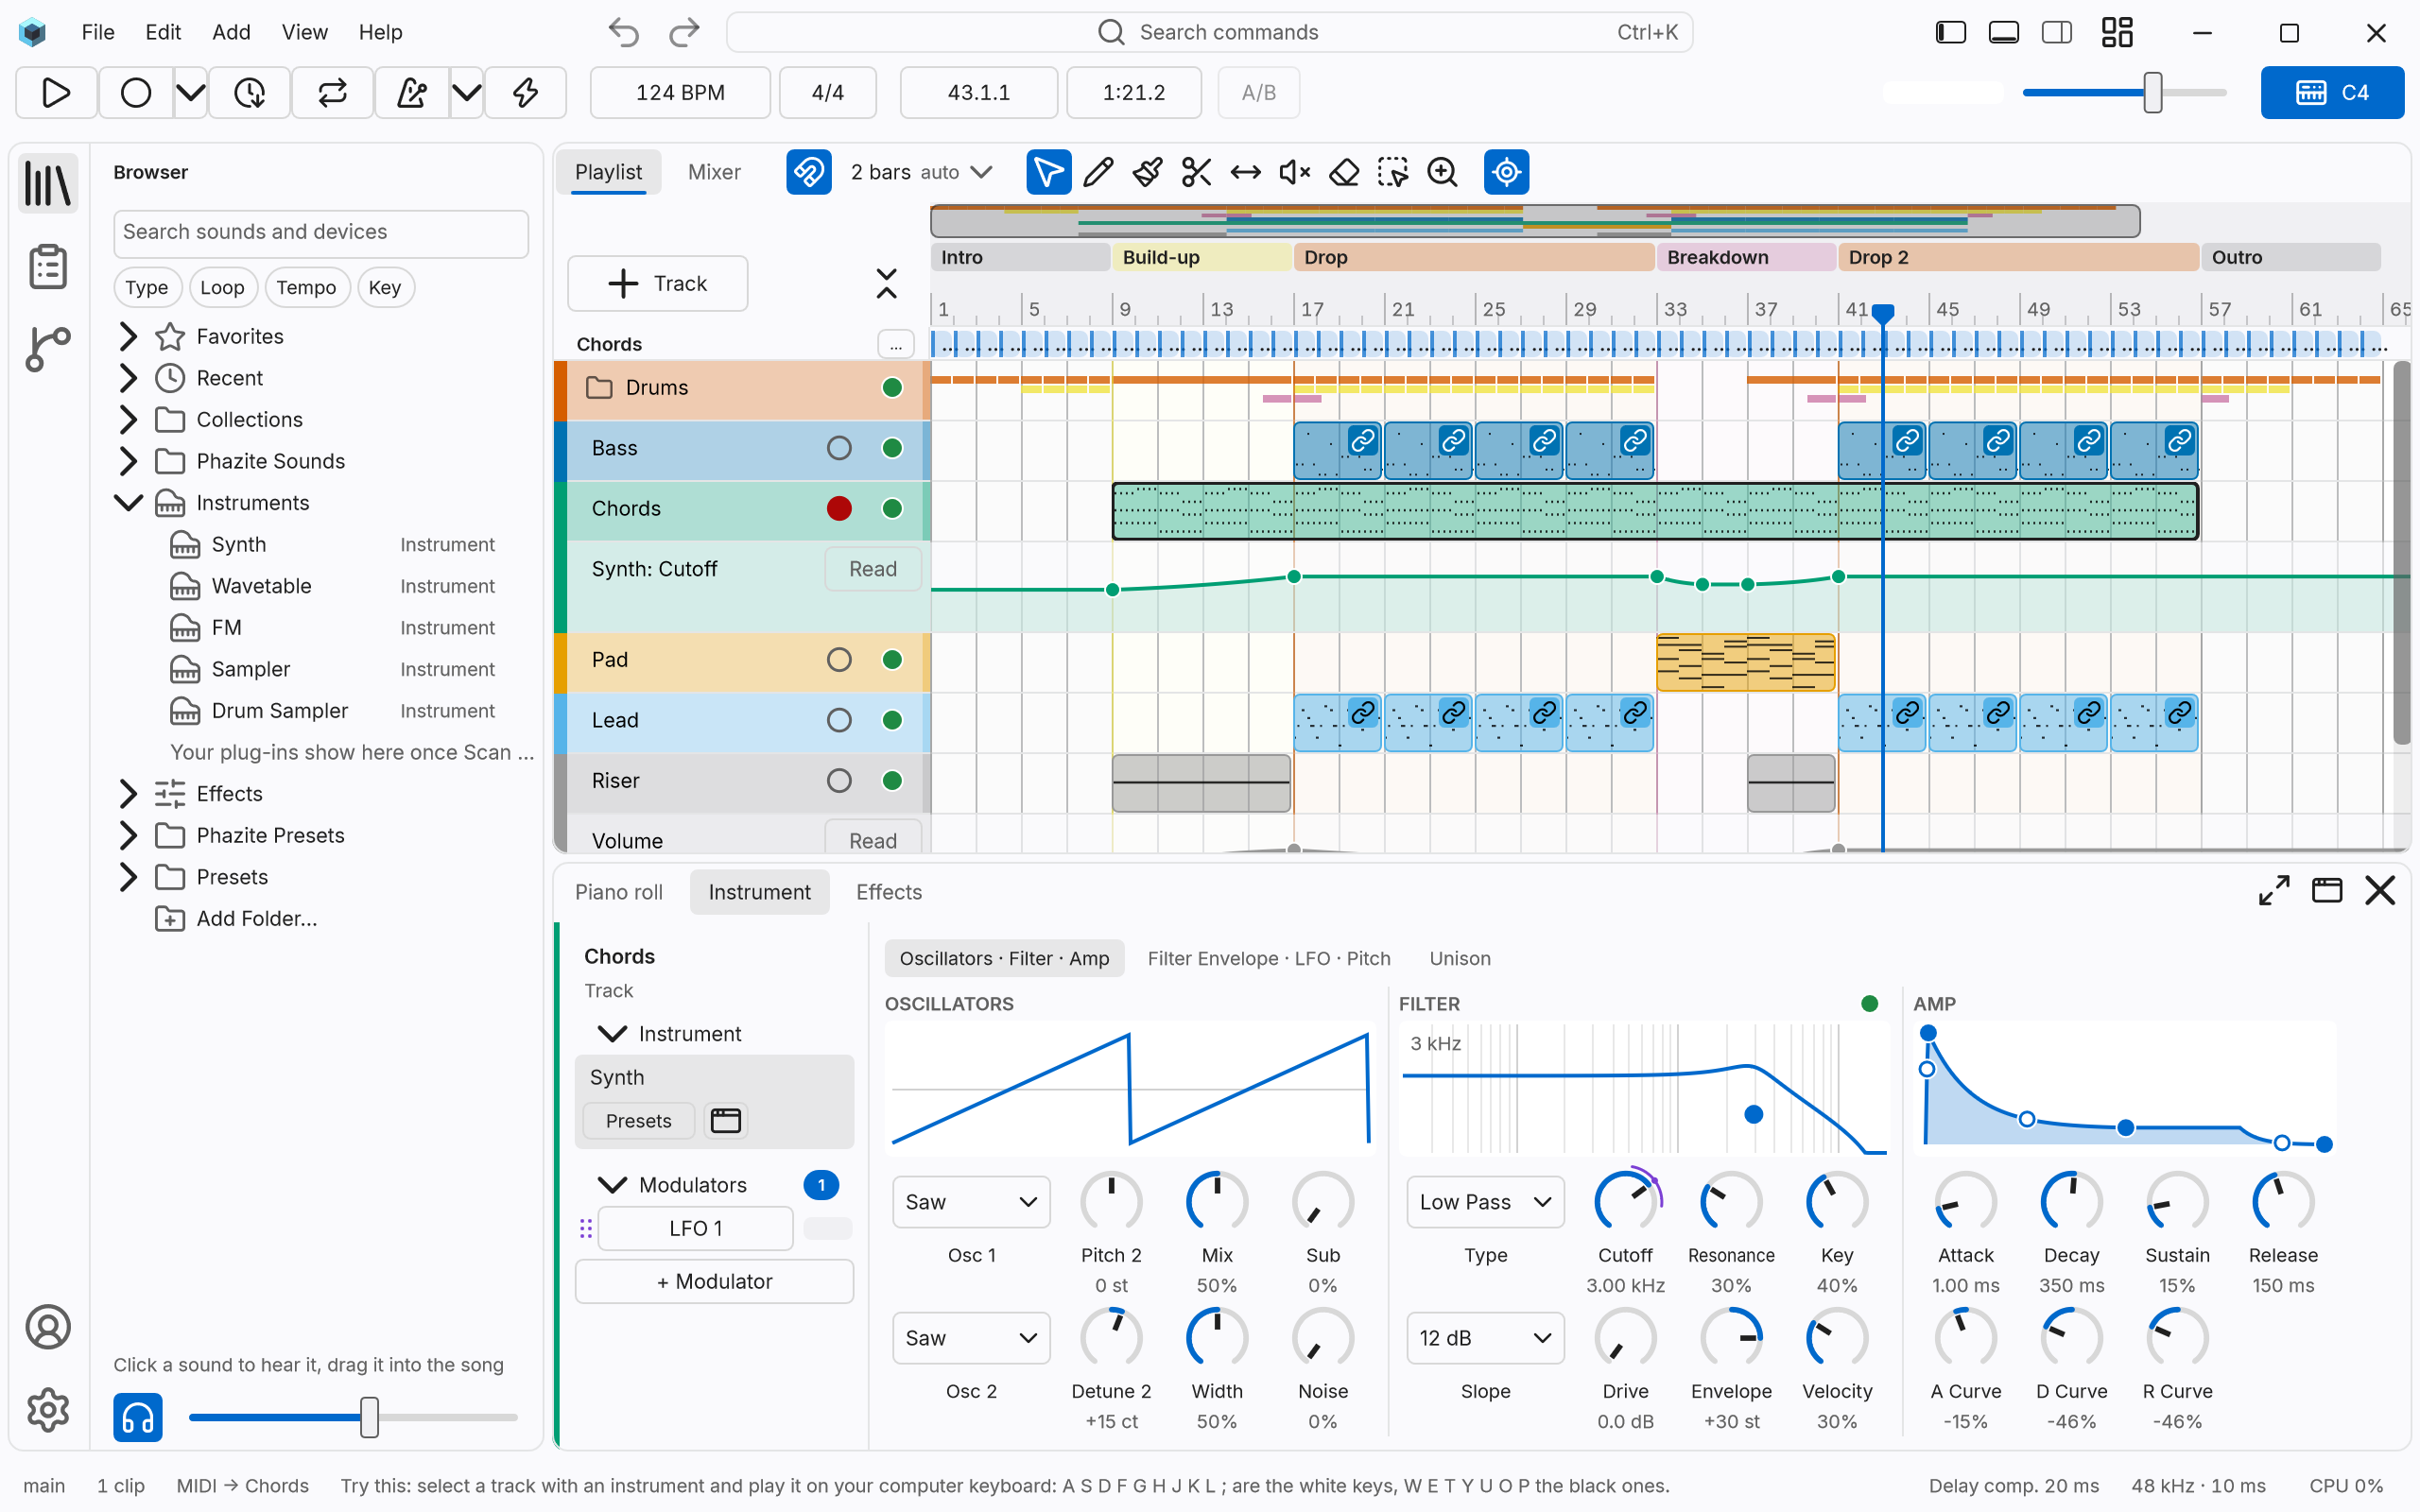 File Edit Add View Help Search commands Ctrl+K
124 BPM 4/4 43.1.1 1:21.2 A/B C4
Browser
Search sounds and devices
Type Loop Tempo Key
Favorites
Recent
Collections
Phazite Sounds
Instruments
Synth Instrument
Wavetable Instrument
FM Instrument
Sampler Instrument
Drum Sampler Instrument
Your plug-ins show here once Scan ...
Effects
Phazite Presets
Presets
Add Folder...
Click a sound to hear it, drag it into the song
Playlist Mixer 2 bars auto
Intro Build-up Drop Breakdown Drop 2 Outro
Track
1 5 9 13 17 21 25 29 33 37 41 45 49 53 57 61 65
Chords ...
Drums
Bass
Chords
Synth: Cutoff Read
Pad
Lead
Riser
Volume Read
Piano roll Instrument Effects
Chords
Track
Instrument
Synth
Presets
Modulators 1
LFO 1
+ Modulator
Oscillators · Filter · Amp Filter Envelope · LFO · Pitch Unison
OSCILLATORS FILTER AMP
3 kHz
Saw Low Pass
Osc 1 Pitch 2 Mix Sub Type Cutoff Resonance Key Attack Decay Sustain Release
0 st 50% 0% 3.00 kHz 30% 40% 1.00 ms 350 ms 15% 150 ms
Saw 12 dB
Osc 2 Detune 2 Width Noise Slope Drive Envelope Velocity A Curve D Curve R Curve
+15 ct 50% 0% 0.0 dB +30 st 30% -15% -46% -46%
main 1 clip MIDI → Chords Try this: select a track with an instrument and play it on your computer keyboard: A S D F G H J K L ; are the white keys, W E T Y U O P the black ones. Delay comp. 20 ms 48 kHz · 10 ms CPU 0%